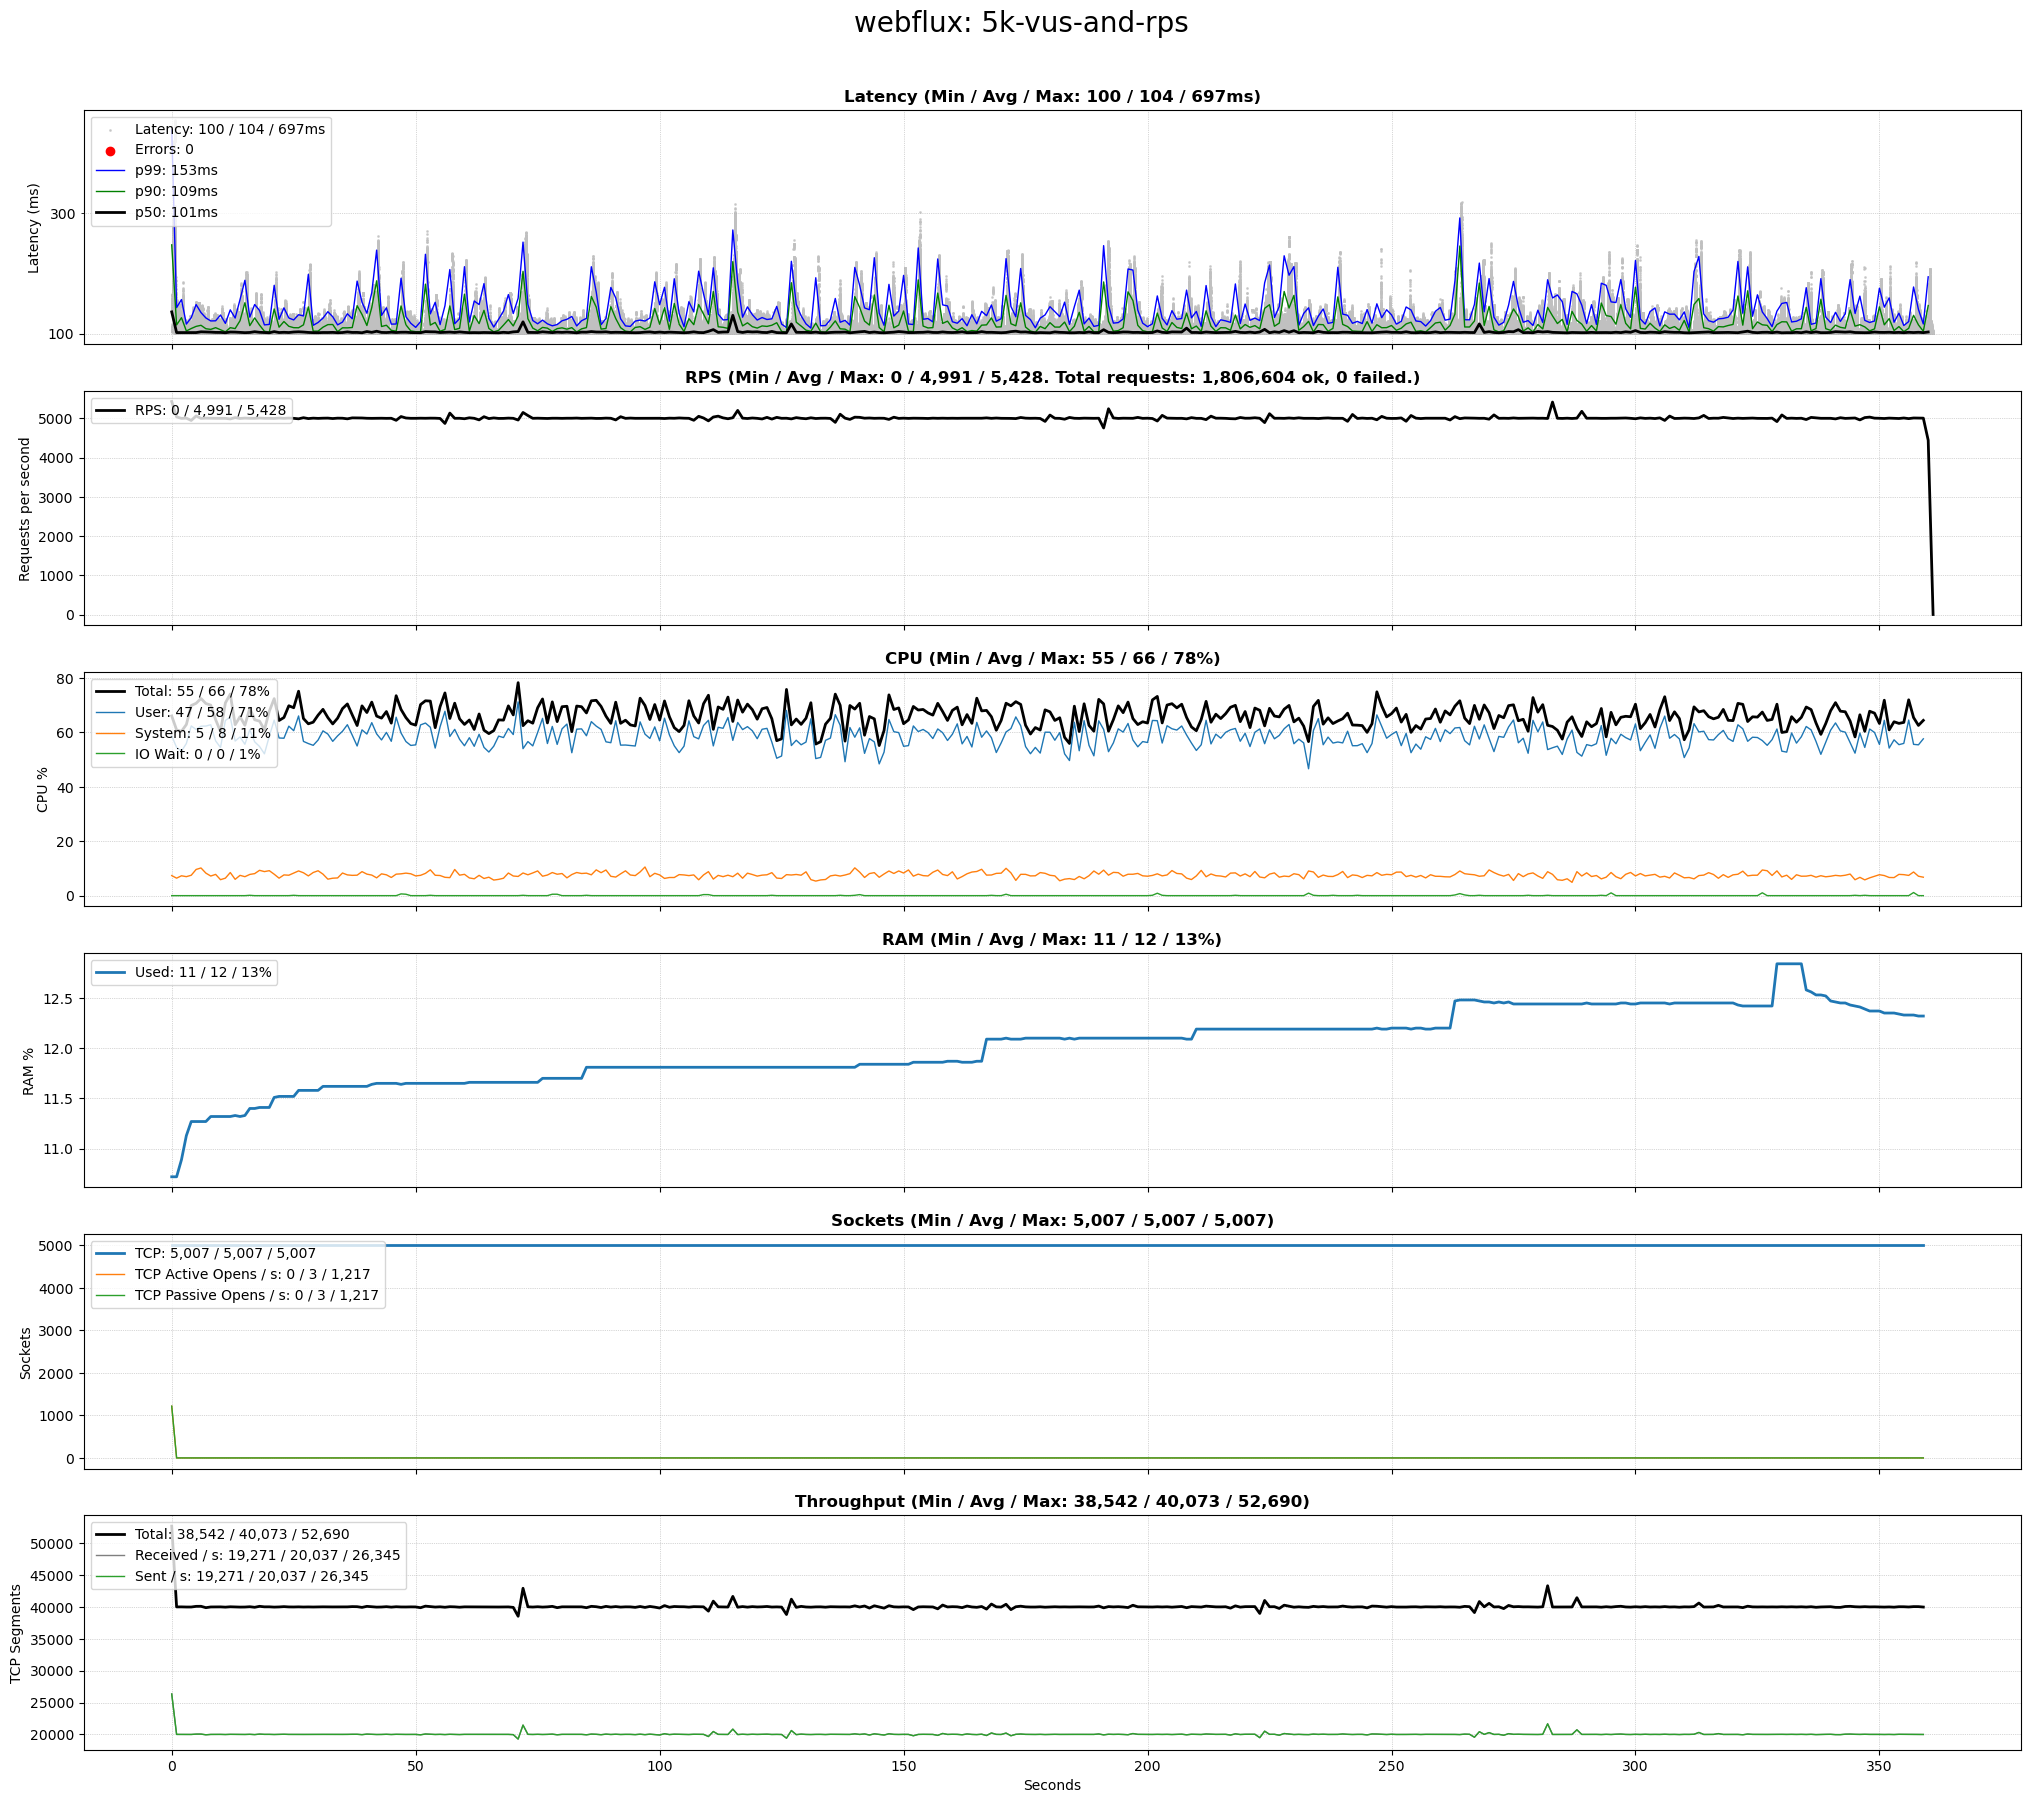 webflux: 5k-vus-and-rps
Latency (Min / Avg / Max: 100 / 104 / 697ms)
Latency: 100 / 104 / 697ms
Errors: 0
p99: 153ms
p90: 109ms
p50: 101ms
Latency (ms)
300
100
RPS (Min / Avg / Max: 0 / 4,991 / 5,428. Total requests: 1,806,604 ok, 0 failed.)
RPS: 0 / 4,991 / 5,428
Requests per second
5000
4000
3000
2000
1000
0
CPU (Min / Avg / Max: 55 / 66 / 78%)
Total: 55 / 66 / 78%
User: 47 / 58 / 71%
System: 5 / 8 / 11%
IO Wait: 0 / 0 / 1%
CPU %
80
60
40
20
0
RAM (Min / Avg / Max: 11 / 12 / 13%)
Used: 11 / 12 / 13%
RAM %
12.5
12.0
11.5
11.0
Sockets (Min / Avg / Max: 5,007 / 5,007 / 5,007)
TCP: 5,007 / 5,007 / 5,007
TCP Active Opens / s: 0 / 3 / 1,217
TCP Passive Opens / s: 0 / 3 / 1,217
Sockets
5000
4000
3000
2000
1000
0
Throughput (Min / Avg / Max: 38,542 / 40,073 / 52,690)
Total: 38,542 / 40,073 / 52,690
Received / s: 19,271 / 20,037 / 26,345
Sent / s: 19,271 / 20,037 / 26,345
TCP Segments
50000
45000
40000
35000
30000
25000
20000
0 50 100 150 200 250 300 350
Seconds